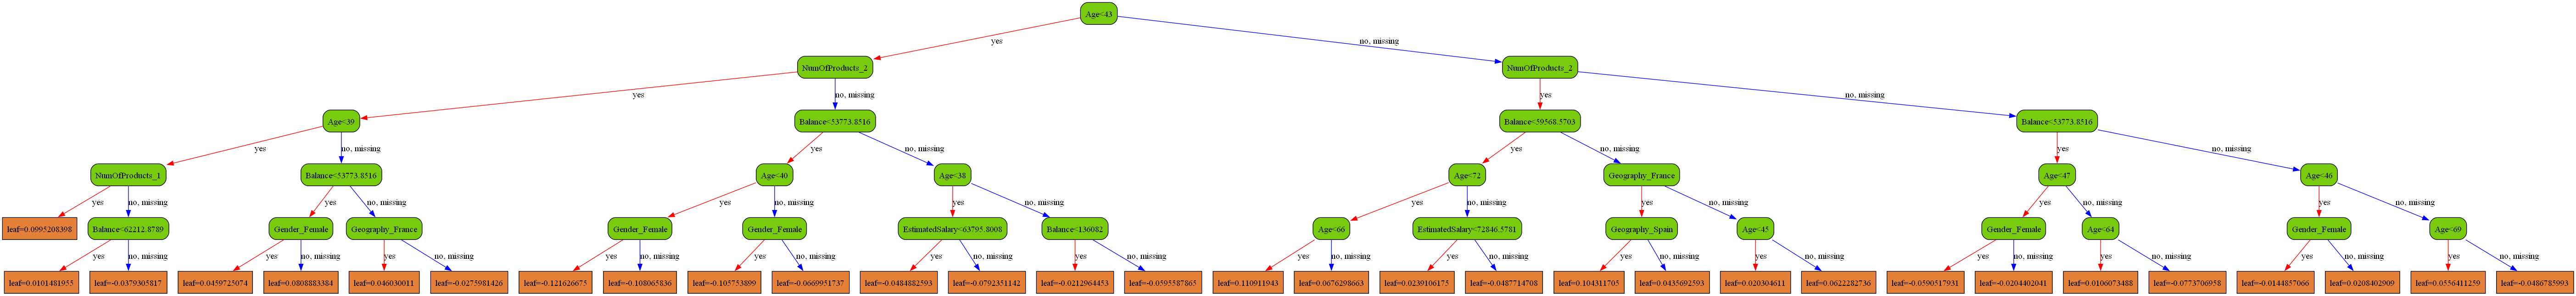 Age<43
yes
no, missing
NumOfProducts_2
NumOfProducts_2
yes
no, missing
yes
no, missing
Age<39
Balance<53773.8516
Balance<59568.5703
Balance<53773.8516
yes
no, missing
yes
no, missing
yes
no, missing
yes
no, missing
NumOfProducts_1
Balance<53773.8516
Age<40
Age<38
Age<72
Geography_France
Age<47
Age<46
yes
no, missing
yes
no, missing
yes
no, missing
yes
no, missing
yes
no, missing
yes
no, missing
yes
no, missing
yes
no, missing
leaf=0.0995208398
Balance<62212.8789
Gender_Female
Geography_France
Gender_Female
Gender_Female
EstimatedSalary<63795.8008
Balance<136082
Age<66
EstimatedSalary<72846.5781
Geography_Spain
Age<45
Gender_Female
Age<64
Gender_Female
Age<69
yes
no, missing
yes
no, missing
yes
no, missing
yes
no, missing
yes
no, missing
yes
no, missing
yes
no, missing
yes
no, missing
yes
no, missing
yes
no, missing
yes
no, missing
yes
no, missing
yes
no, missing
yes
no, missing
yes
no, missing
leaf=0.0101481955
leaf=-0.0379305817
leaf=0.0459725074
leaf=0.0808883384
leaf=0.046030011
leaf=-0.0275981426
leaf=-0.121626675
leaf=-0.108065836
leaf=-0.105753899
leaf=-0.0669951737
leaf=-0.0484882593
leaf=-0.0792351142
leaf=-0.0212964453
leaf=-0.0595587865
leaf=0.110911943
leaf=0.0676298663
leaf=0.0239106175
leaf=-0.0487714708
leaf=0.104311705
leaf=0.0435692593
leaf=0.020304611
leaf=0.0622282736
leaf=-0.0590517931
leaf=-0.0204402041
leaf=0.0106073488
leaf=-0.0773706958
leaf=-0.0144857066
leaf=0.0208402909
leaf=0.0556411259
leaf=-0.0486785993